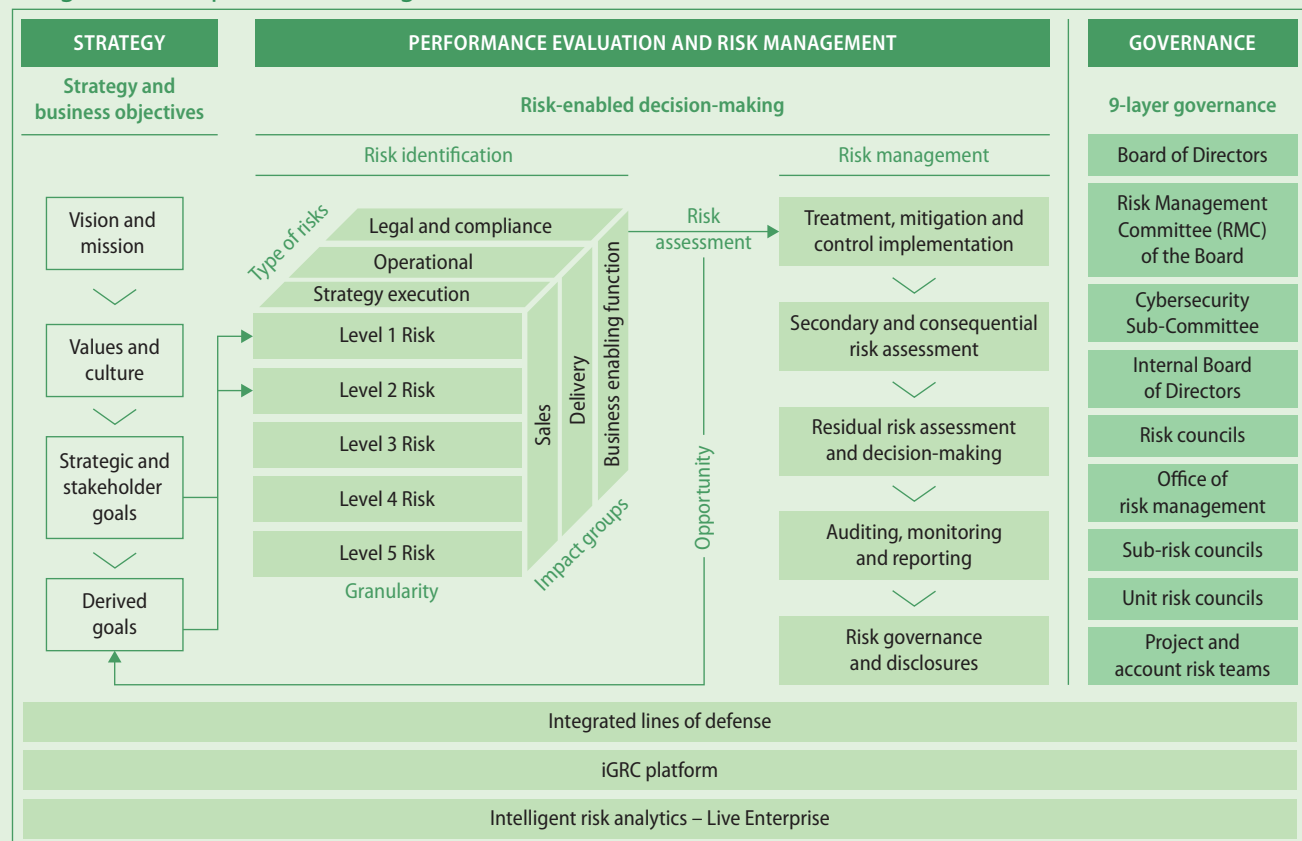 STRATEGY
Strategy and
business objectives
Vision and
mission
Values and
culture
Strategic and
stakeholder
goals
Derived
goals
PERFORMANCE EVALUATION AND RISK MANAGEMENT
Risk-enabled decision-making
Risk identification
Type of risks
Legal and compliance
Operational
Strategy execution
Level 1 Risk
Level 2 Risk
Level 3 Risk
Level 4 Risk
Level 5 Risk
Granularity
Sales
Delivery
Business enabling function
Impact groups
Risk
assessment
Opportunity
Risk management
Treatment, mitigation and
control implementation
Secondary and consequential
risk assessment
Residual risk assessment
and decision-making
Auditing, monitoring
and reporting
Risk governance
and disclosures
GOVERNANCE
9-layer governance
Board of Directors
Risk Management
Committee (RMC)
of the Board
Cybersecurity
Sub-Committee
Internal Board
of Directors
Risk councils
Office of
risk management
Sub-risk councils
Unit risk councils
Project and
account risk teams
Integrated lines of defense
iGRC platform
Intelligent risk analytics – Live Enterprise